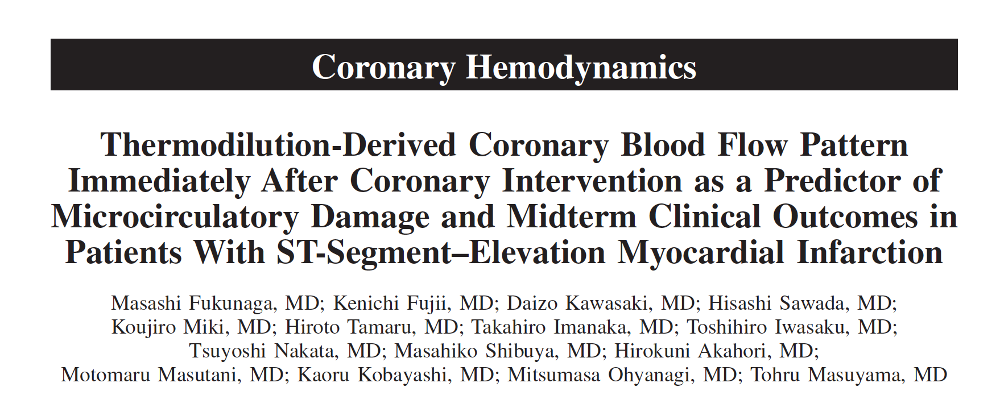 Coronary Hemodynamics
Thermodilution-Derived Coronary Blood Flow Pattern
Immediately After Coronary Intervention as a Predictor of
Microcirculatory Damage and Midterm Clinical Outcomes in
Patients With ST-Segment–Elevation Myocardial Infarction
Masashi Fukunaga, MD; Kenichi Fujii, MD; Daizo Kawasaki, MD; Hisashi Sawada, MD;
Koujiro Miki, MD; Hiroto Tamaru, MD; Takahiro Imanaka, MD; Toshihiro Iwasaku, MD;
Tsuyoshi Nakata, MD; Masahiko Shibuya, MD; Hirokuni Akahori, MD;
Motomaru Masutani, MD; Kaoru Kobayashi, MD; Mitsumasa Ohyanagi, MD; Tohru Masuyama, MD